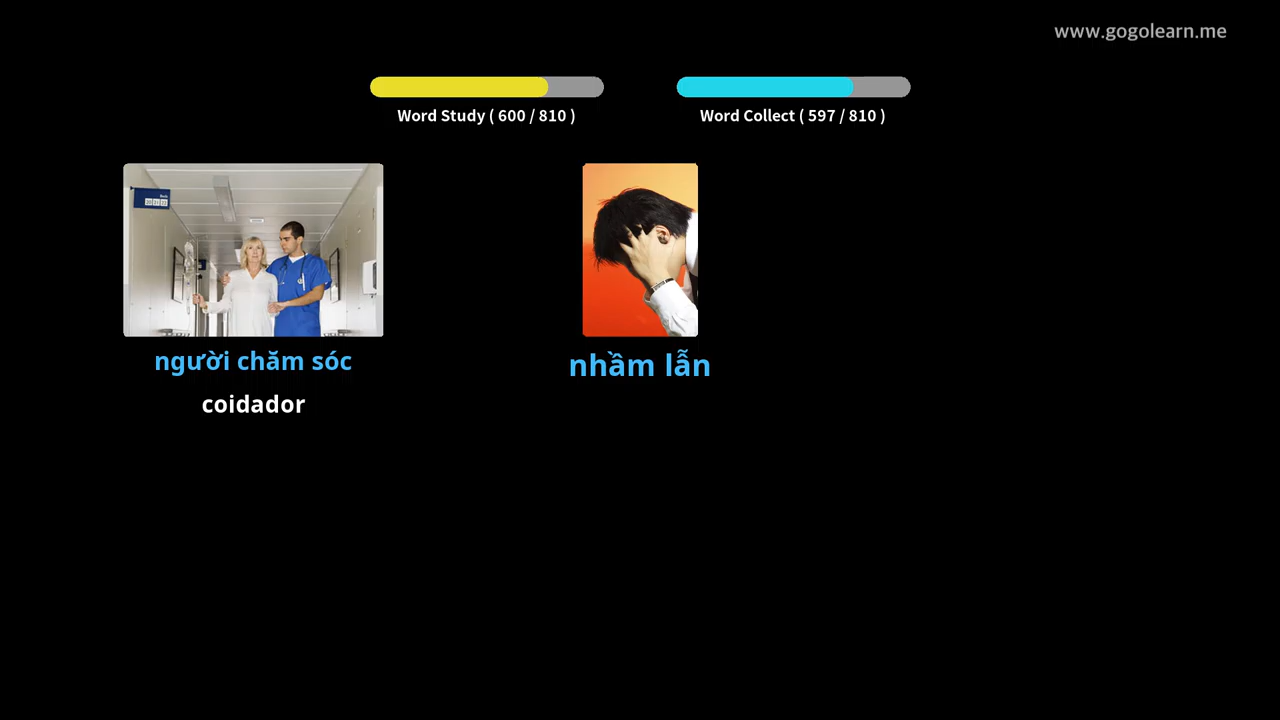 www.gogolearn.me
Word Study ( 600 / 810 )
Word Collect ( 597 / 810 )
người chăm sóc
coidador
nhầm lẫn